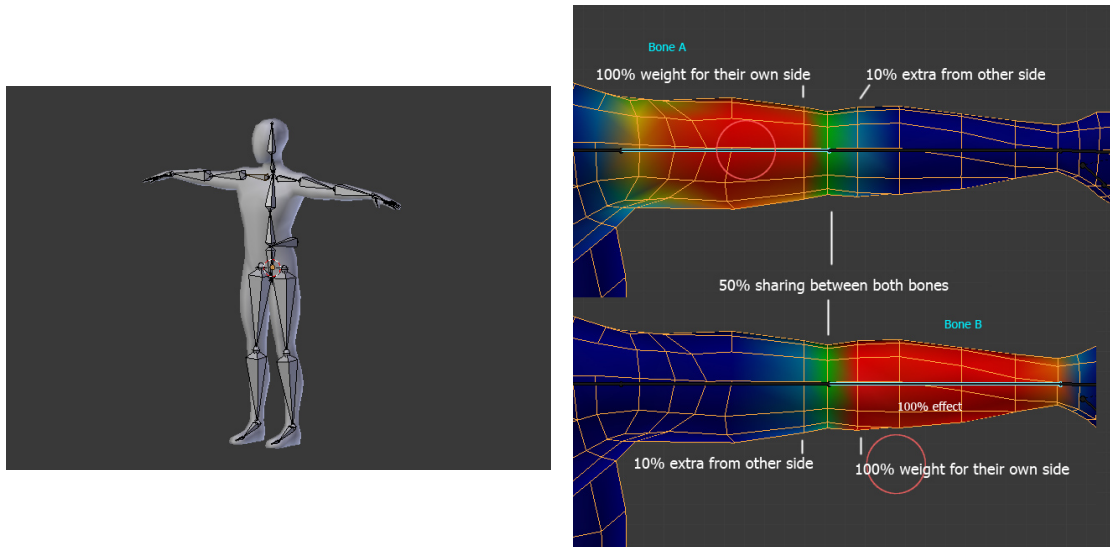 Bone A
100% weight for their own side
10% extra from other side
50% sharing between both bones
Bone B
100% effect
10% extra from other side
100% weight for their own side